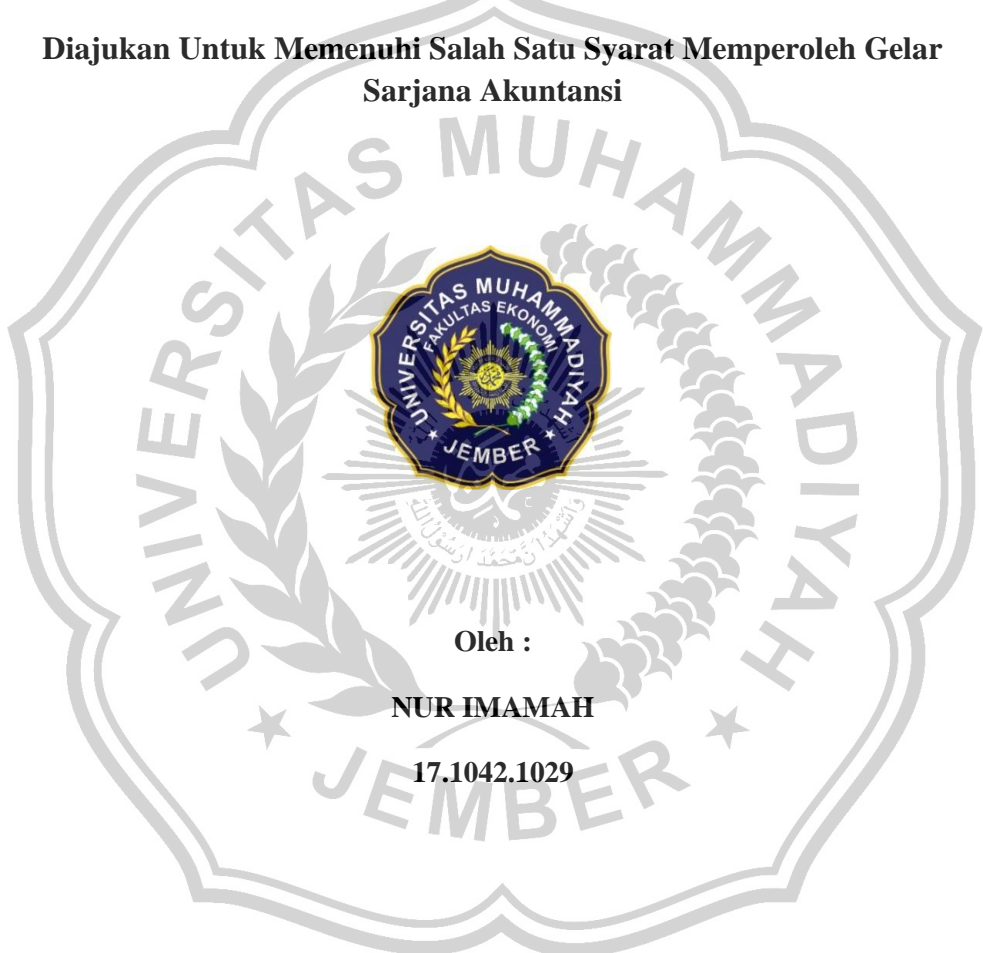 Diajukan Untuk Memenuhi Salah Satu Syarat Memperoleh Gelar
Sarjana Akuntansi
UNIVERSITAS MUHAMMADIYAH
JEMBER
UNIVERSITAS MUHAMMADIYAH
FAKULTAS EKONOMI
JEMBER
Oleh :
NUR IMAMAH
17.1042.1029